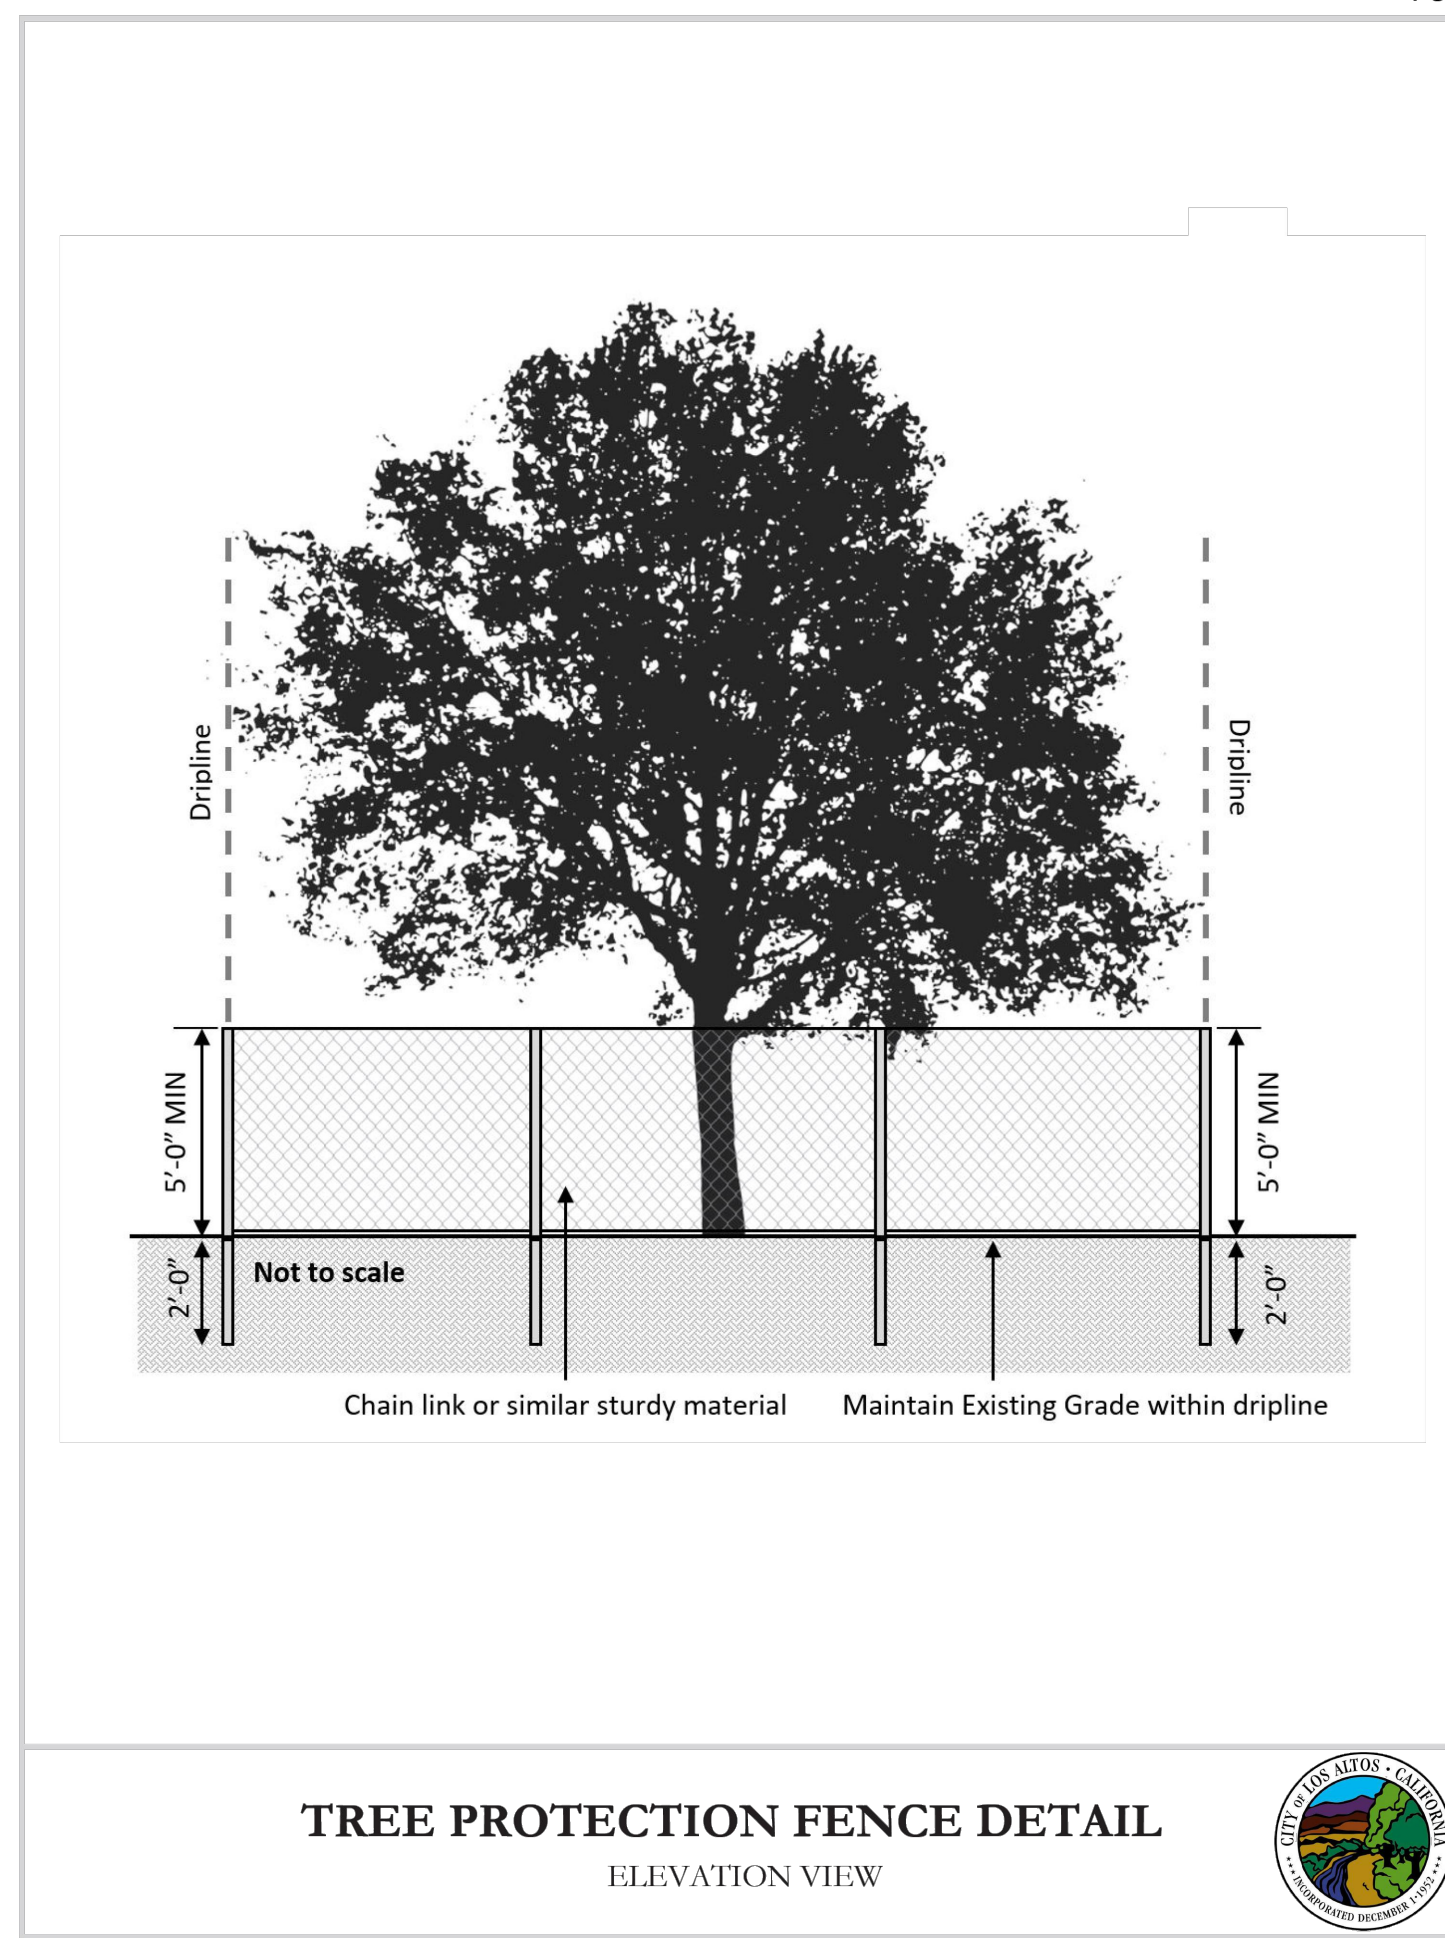 Dripline
Dripline
5’-0” MIN
5’-0” MIN
2’-0”
Not to scale
2’-0”
Chain link or similar sturdy material
Maintain Existing Grade within dripline
TREE PROTECTION FENCE DETAIL
ELEVATION VIEW
CITY OF LOS ALTOS • CALIFORNIA
INCORPORATED DECEMBER 1•1952